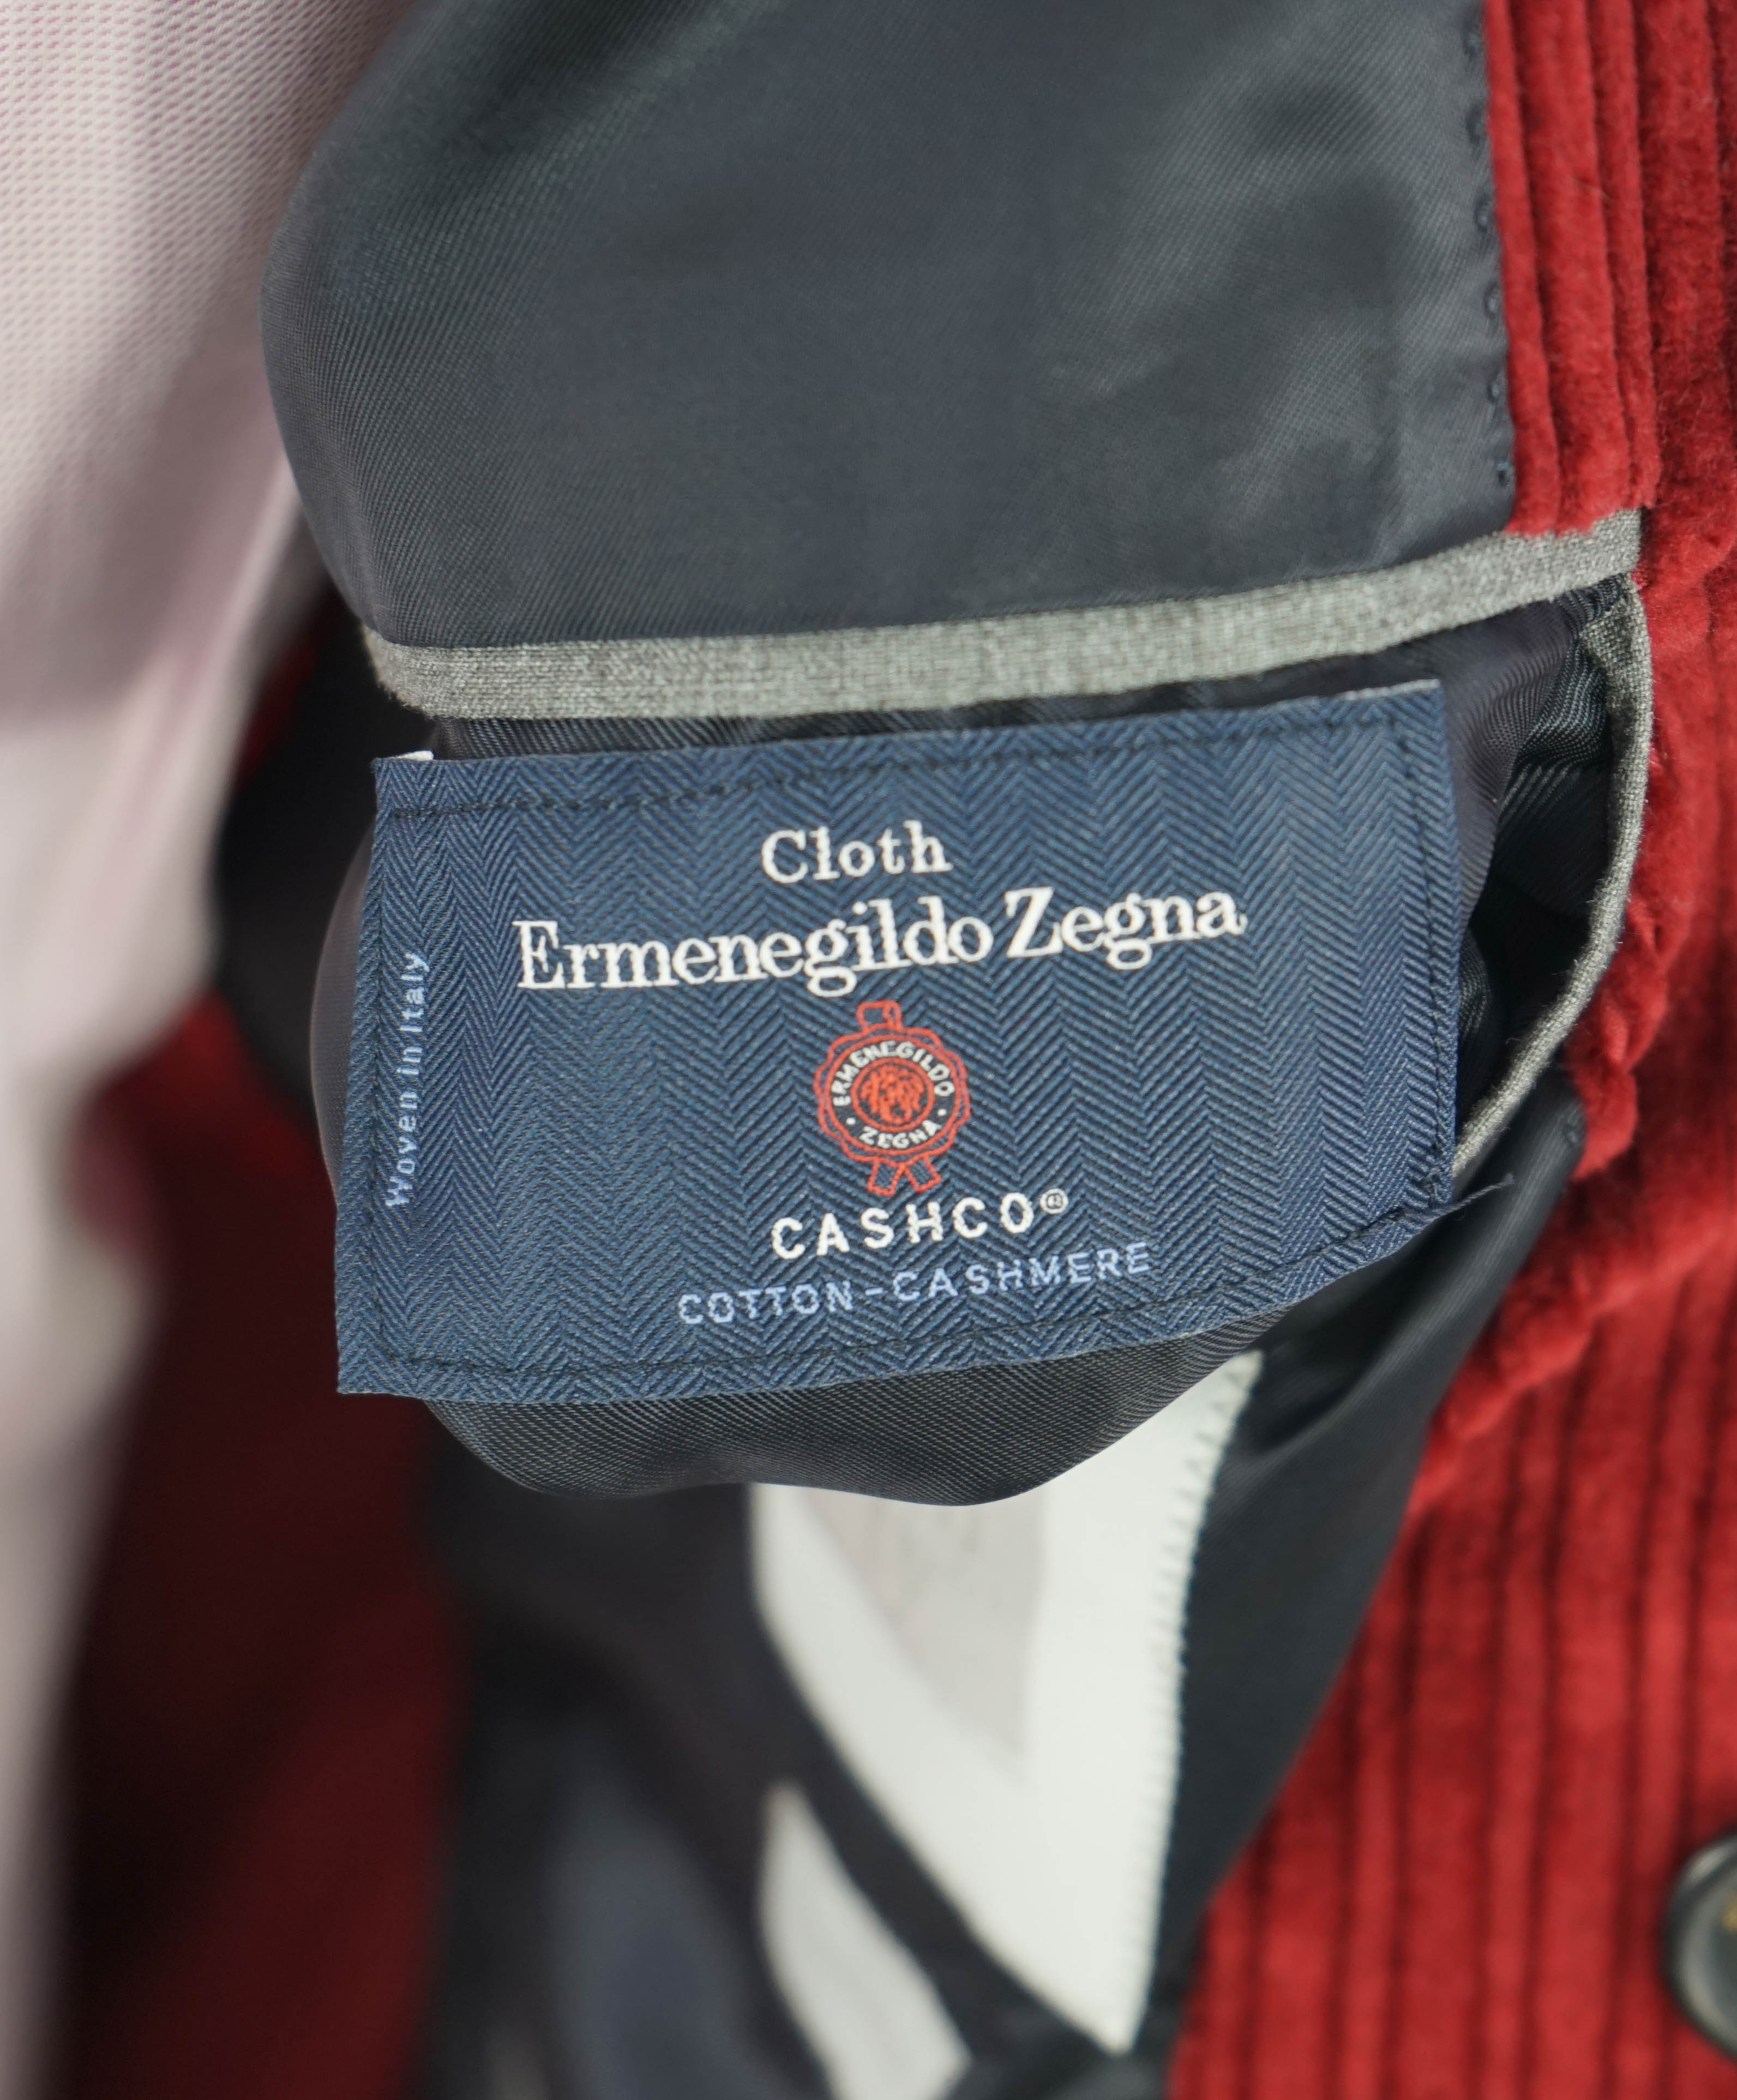 Cloth
Ermenegildo Zegna
ERMENEGILDO
• ZEGNA •
CASHCO®
COTTON-CASHMERE
Woven in Italy